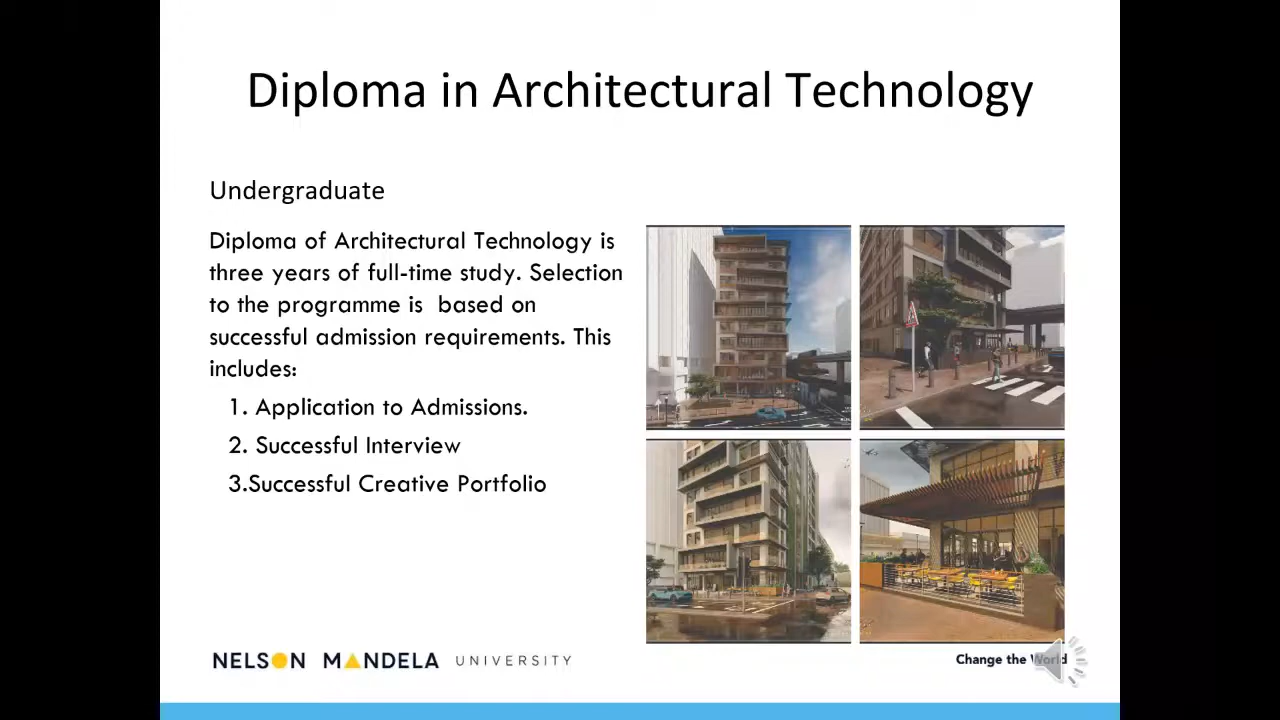 Diploma in Architectural Technology
Undergraduate
Diploma of Architectural Technology is
three years of full-time study. Selection
to the programme is  based on
successful admission requirements. This
includes:
1. Application to Admissions.
2. Successful Interview
3.Successful Creative Portfolio
NELSON MANDELA UNIVERSITY
Change the World